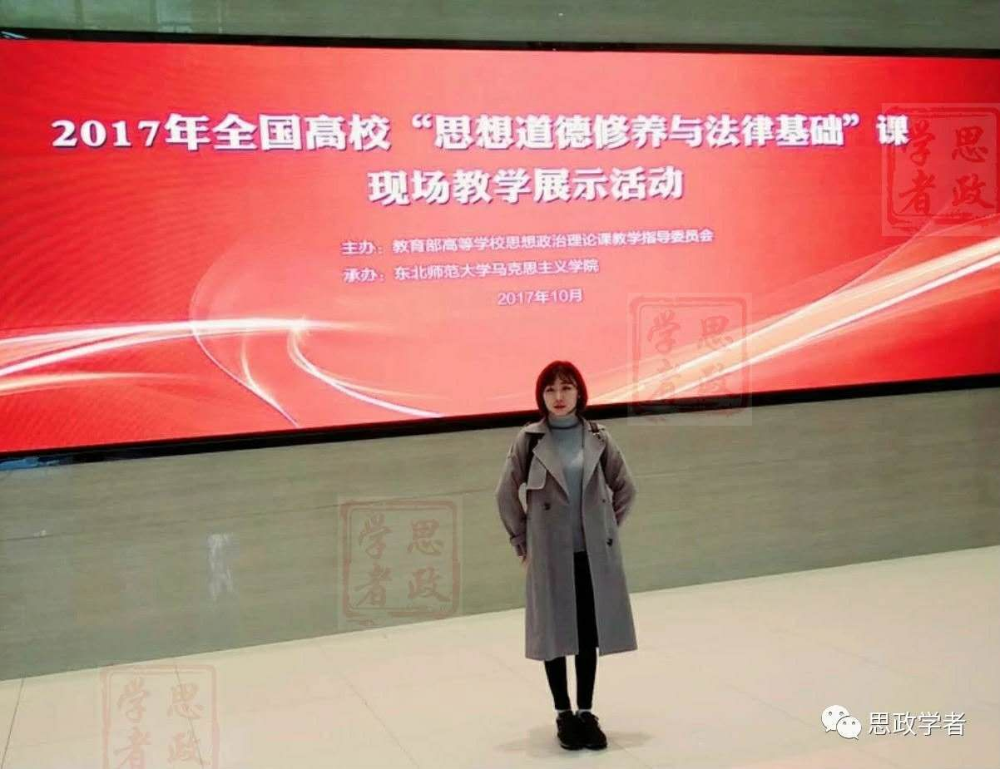 2017年全国高校“思想道德修养与法律基础”课
现场教学展示活动
主办：教育部高等学校思想政治理论课教学指导委员会
承办：东北师范大学马克思主义学院
2017年10月
思政学者
思政学者
思政学者
思政学者
思政学者